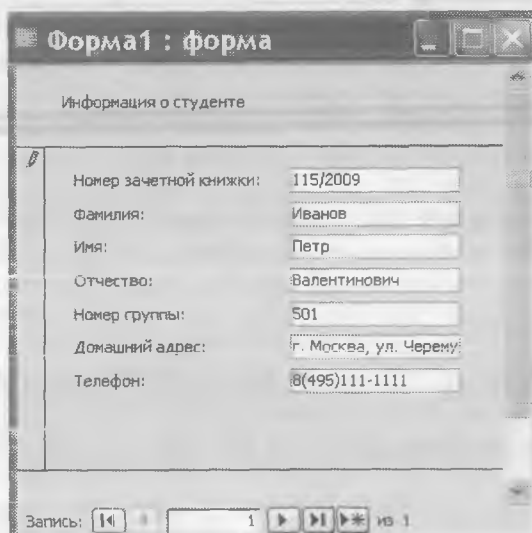 Форма1 : форма
Информация о студенте
Номер зачетной книжки: 115/2009
Фамилия: Иванов
Имя: Петр
Отчество: Валентинович
Номер группы: 501
Домашний адрес: г. Москва, ул. Черему
Телефон: 8(495)111-1111
Запись: 1 из 1